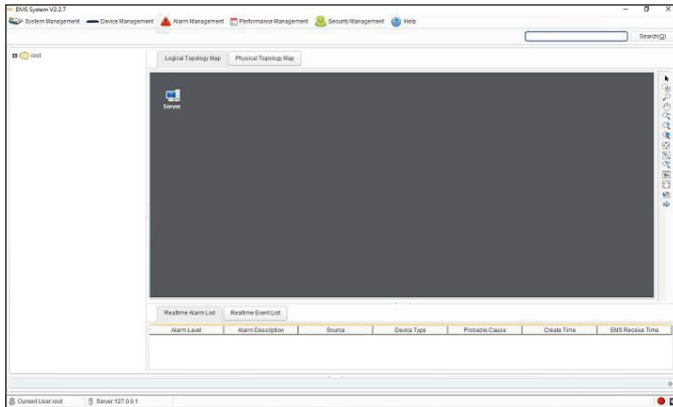 EMS System V2.2.7
System Management Device Management Alarm Management Performance Management Security Management Help
Search(Q)
root
Logical Topology Map Physical Topology Map
Server
Realtime Alarm List Realtime Event List
Alarm Level Alarm Description Source Device Type Probable Cause Create Time EMS Receive Time
Current User root Server 127.0.0.1